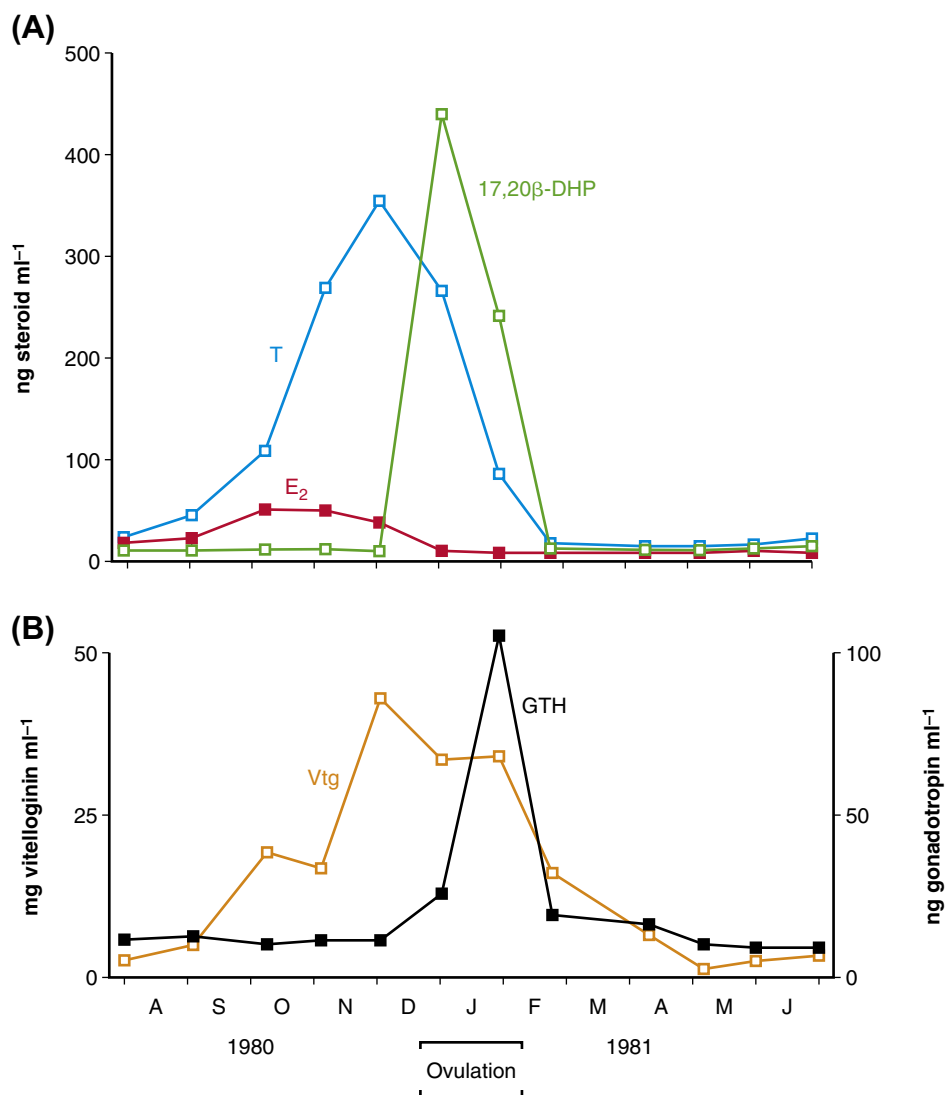 (A)
500
400
300
200
100
0
ng steroid ml⁻¹
17,20β-DHP
T
E₂
(B)
50
25
0
mg vitelloginin ml⁻¹
100
50
0
ng gonadotropin ml⁻¹
GTH
Vtg
A S O N D J F M A M J
1980 1981
Ovulation